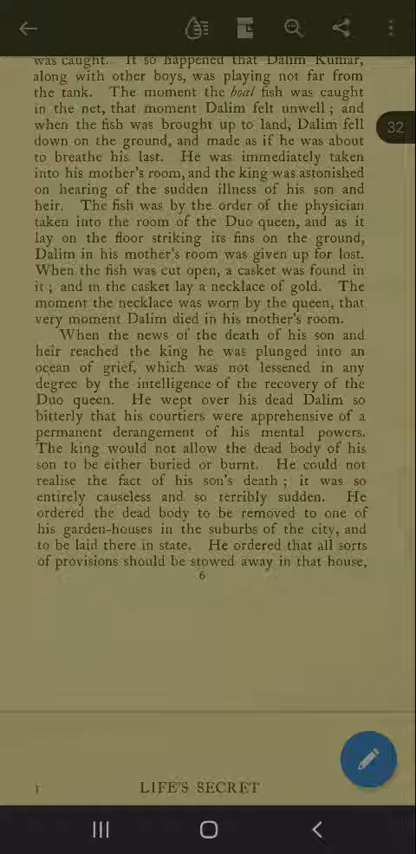 was caught. It so happened that Dalim Kumar,
along with other boys, was playing not far from
the tank. The moment the boal fish was caught
in the net, that moment Dalim felt unwell ; and
when the fish was brought up to land, Dalim fell
down on the ground, and made as if he was about
to breathe his last. He was immediately taken
into his mother's room, and the king was astonished
on hearing of the sudden illness of his son and
heir. The fish was by the order of the physician
taken into the room of the Duo queen, and as it
lay on the floor striking its fins on the ground,
Dalim in his mother's room was given up for lost.
When the fish was cut open, a casket was found in
it ; and in the casket lay a necklace of gold. The
moment the necklace was worn by the queen, that
very moment Dalim died in his mother's room.
When the news of the death of his son and
heir reached the king he was plunged into an
ocean of grief, which was not lessened in any
degree by the intelligence of the recovery of the
Duo queen. He wept over his dead Dalim so
bitterly that his courtiers were apprehensive of a
permanent derangement of his mental powers.
The king would not allow the dead body of his
son to be either buried or burnt. He could not
realise the fact of his son's death ; it was so
entirely causeless and so terribly sudden. He
ordered the dead body to be removed to one of
his garden-houses in the suburbs of the city, and
to be laid there in state. He ordered that all sorts
of provisions should be stowed away in that house,
6
32
I LIFE'S SECRET